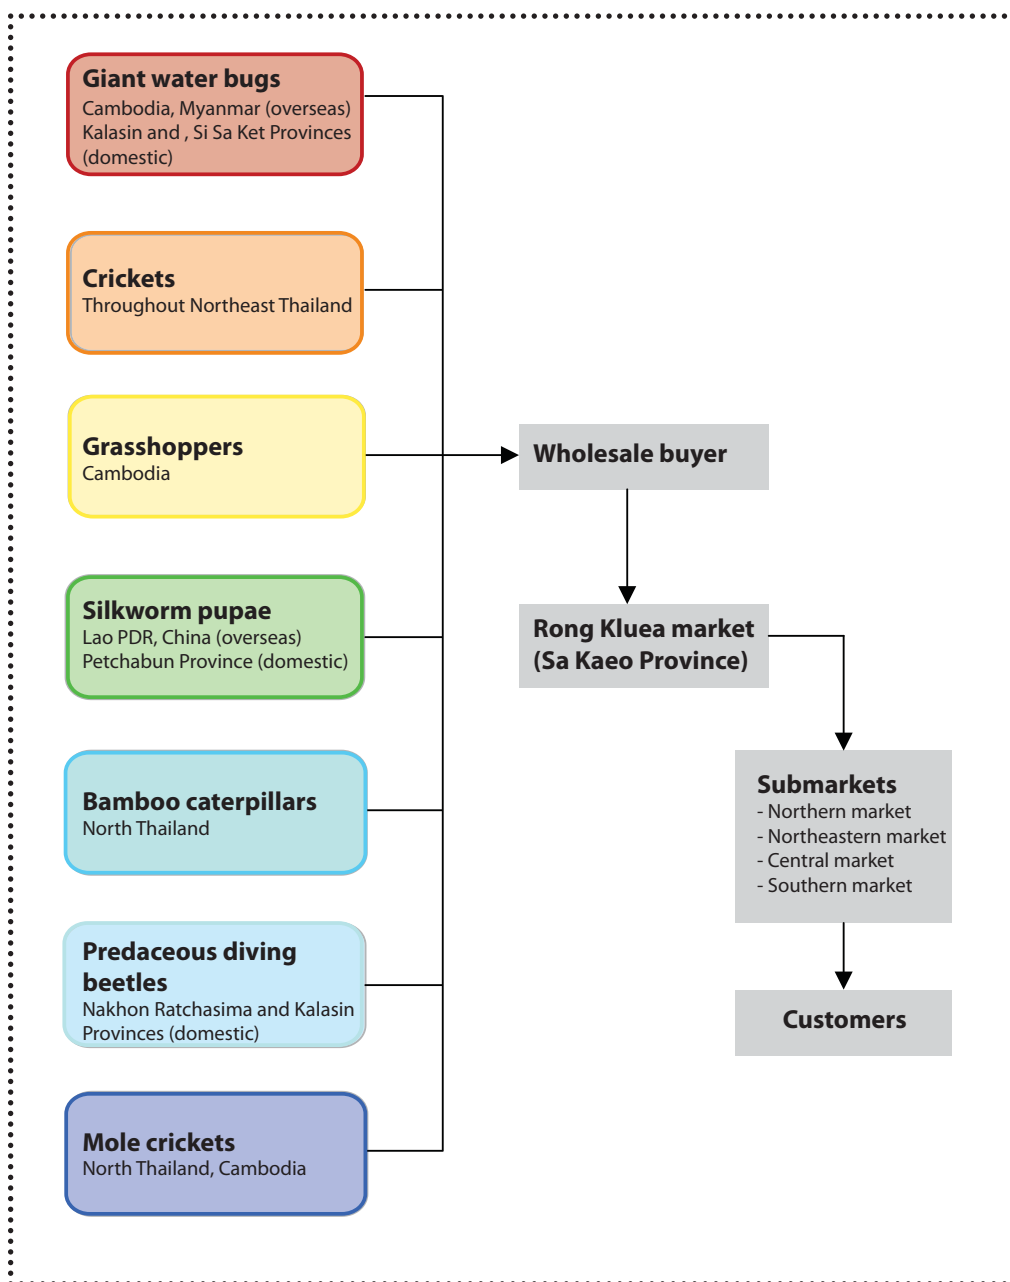 Giant water bugs
Cambodia, Myanmar (overseas)
Kalasin and , Si Sa Ket Provinces
(domestic)
Crickets
Throughout Northeast Thailand
Grasshoppers
Cambodia
Silkworm pupae
Lao PDR, China (overseas)
Petchabun Province (domestic)
Bamboo caterpillars
North Thailand
Predaceous diving
beetles
Nakhon Ratchasima and Kalasin
Provinces (domestic)
Mole crickets
North Thailand, Cambodia
Wholesale buyer
Rong Kluea market
(Sa Kaeo Province)
Submarkets
- Northern market
- Northeastern market
- Central market
- Southern market
Customers